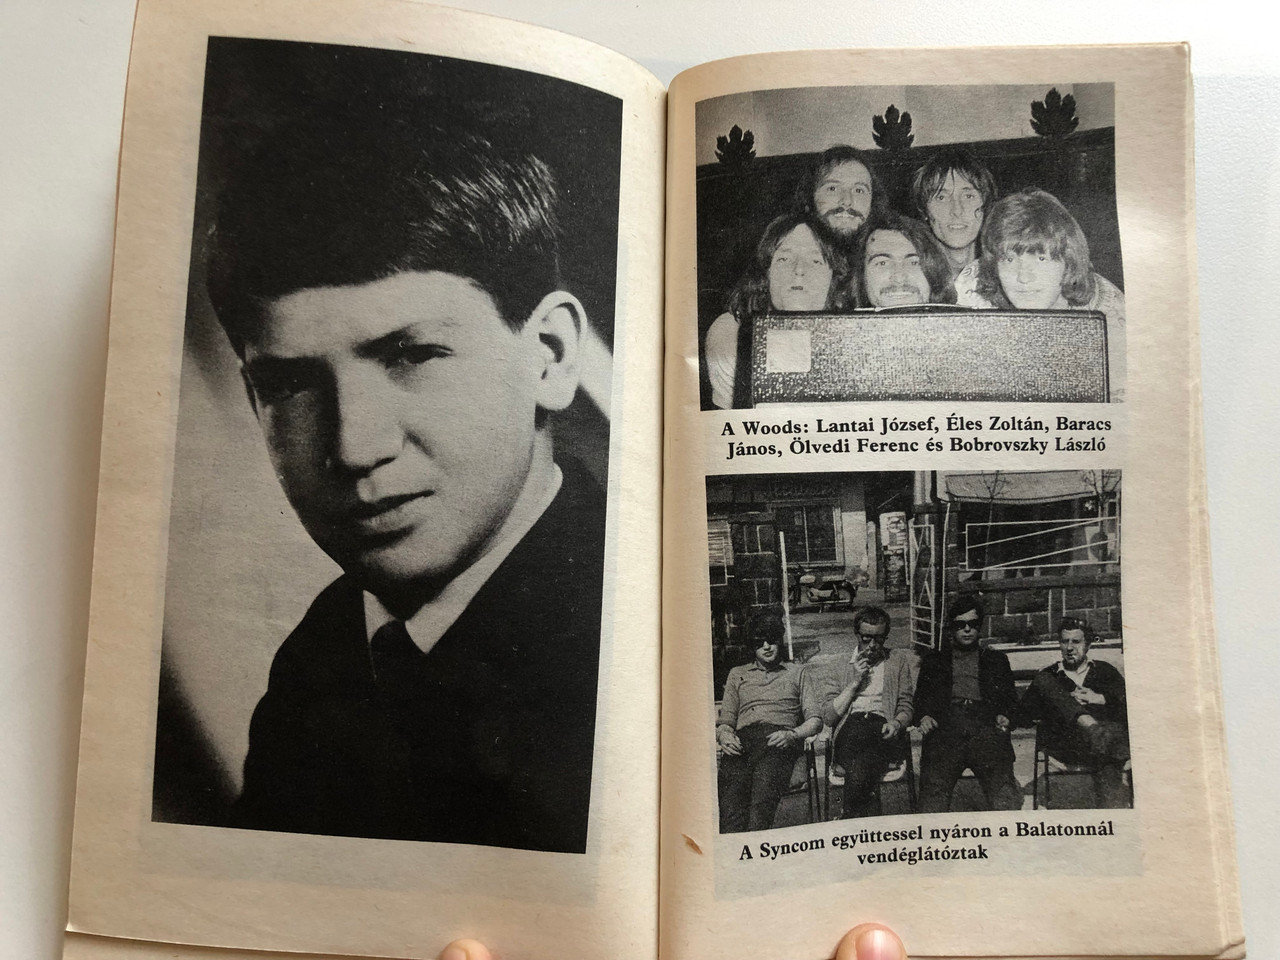 A Woods: Lantai József, Éles Zoltán, Baracs
János, Ölvedi Ferenc és Bobrovszky László
A Syncom együttessel nyáron a Balatonnál
vendéglátóztak